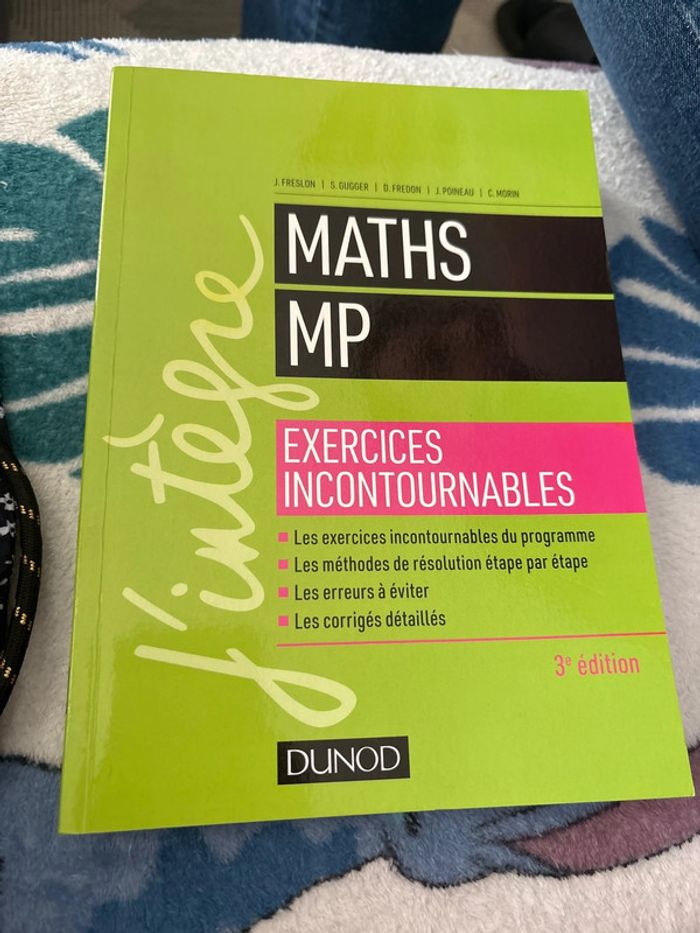 J. FRESLON | S. GUGGER | D. FREDON | J. POINEAU | C. MORIN
MATHS
MP
j'intègre
EXERCICES
INCONTOURNABLES
Les exercices incontournables du programme
Les méthodes de résolution étape par étape
Les erreurs à éviter
Les corrigés détaillés
3e édition
DUNOD